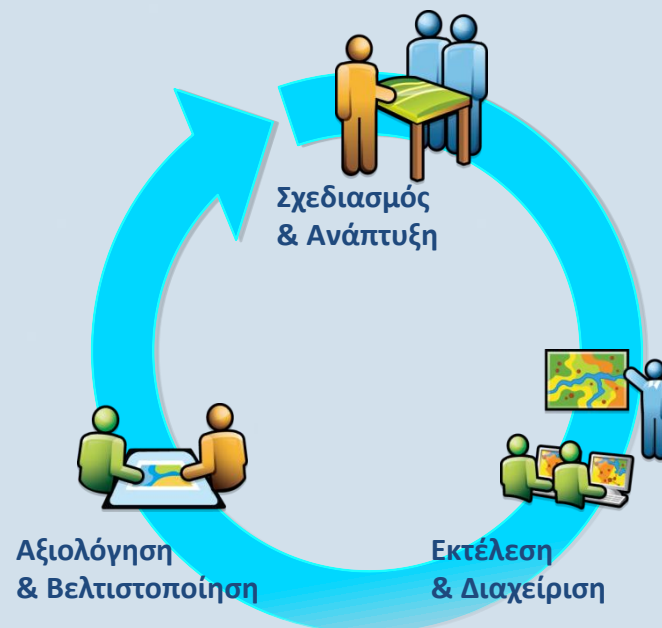 Σχεδιασμός
& Ανάπτυξη
Εκτέλεση
& Διαχείριση
Αξιολόγηση
& Βελτιστοποίηση